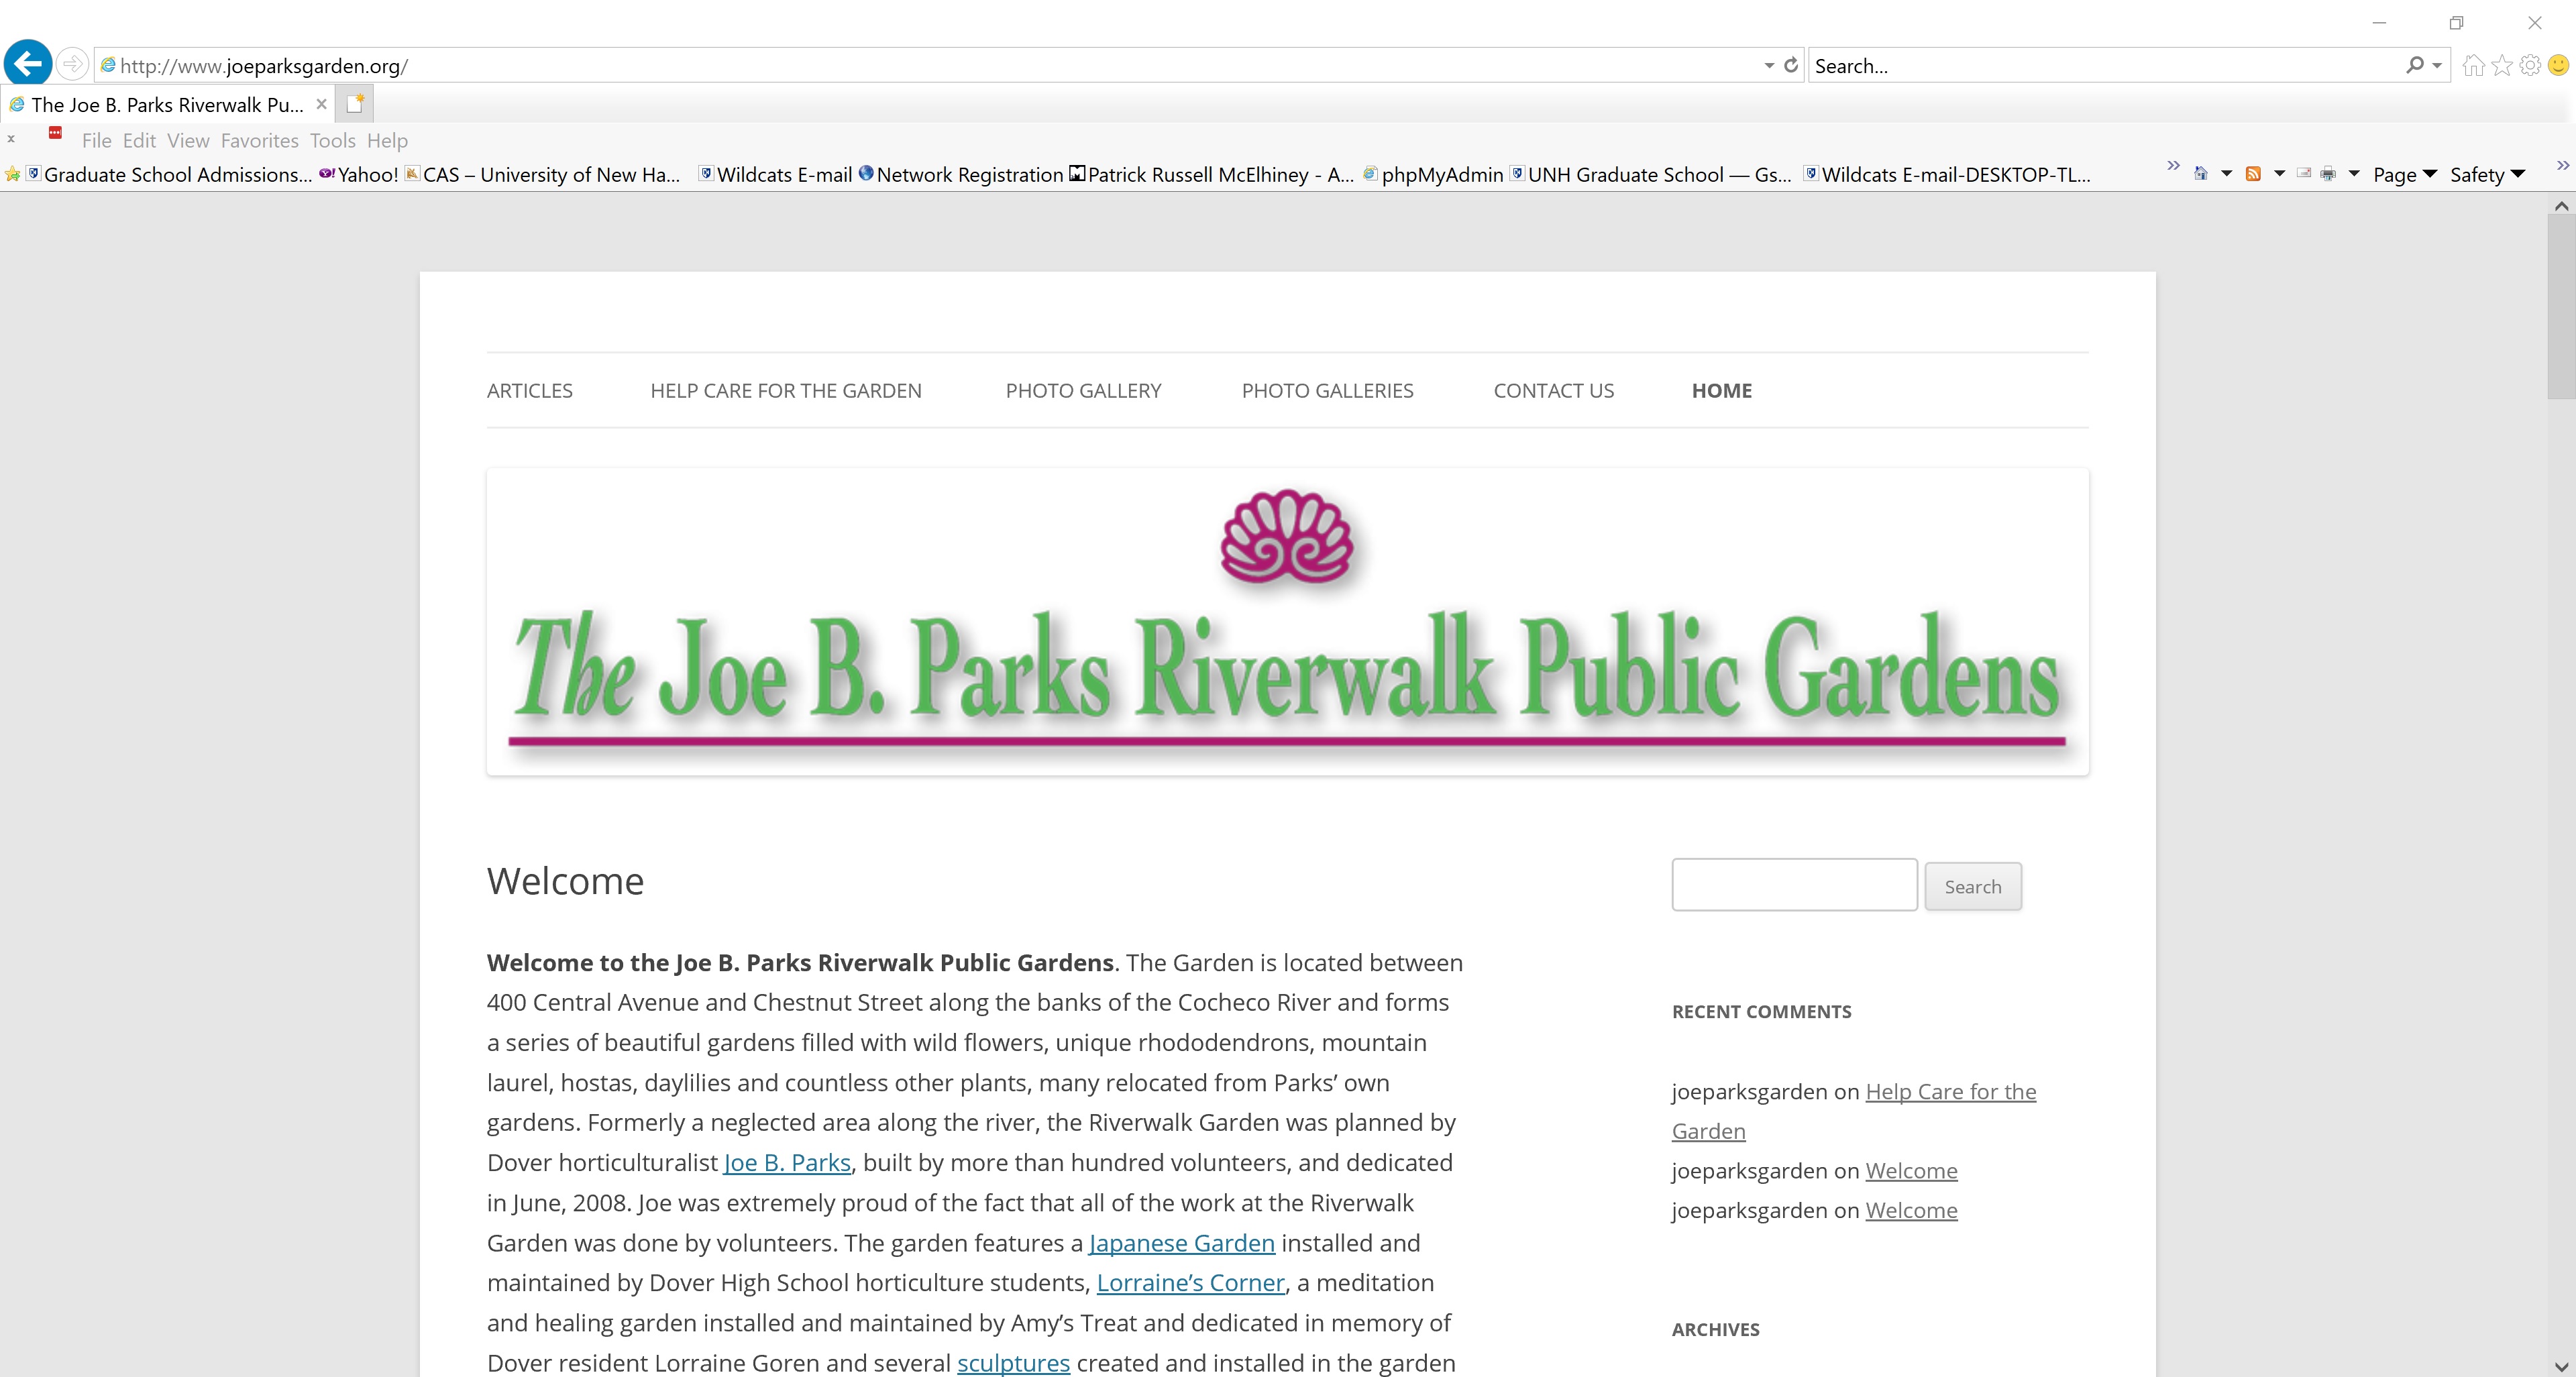 http://www.joeparksgarden.org/
Search...
The Joe B. Parks Riverwalk Pu...
File Edit View Favorites Tools Help
Graduate School Admissions... Yahoo! CAS – University of New Ha... Wildcats E-mail Network Registration Patrick Russell McElhiney - A... phpMyAdmin UNH Graduate School — Gs... Wildcats E-mail-DESKTOP-TL... Page Safety
ARTICLES HELP CARE FOR THE GARDEN PHOTO GALLERY PHOTO GALLERIES CONTACT US HOME
The Joe B. Parks Riverwalk Public Gardens
Welcome
Welcome to the Joe B. Parks Riverwalk Public Gardens. The Garden is located between
400 Central Avenue and Chestnut Street along the banks of the Cocheco River and forms
a series of beautiful gardens filled with wild flowers, unique rhododendrons, mountain
laurel, hostas, daylilies and countless other plants, many relocated from Parks’ own
gardens. Formerly a neglected area along the river, the Riverwalk Garden was planned by
Dover horticulturalist Joe B. Parks, built by more than hundred volunteers, and dedicated
in June, 2008. Joe was extremely proud of the fact that all of the work at the Riverwalk
Garden was done by volunteers. The garden features a Japanese Garden installed and
maintained by Dover High School horticulture students, Lorraine’s Corner, a meditation
and healing garden installed and maintained by Amy’s Treat and dedicated in memory of
Dover resident Lorraine Goren and several sculptures created and installed in the garden
Search
RECENT COMMENTS
joeparksgarden on Help Care for the
Garden
joeparksgarden on Welcome
joeparksgarden on Welcome
ARCHIVES